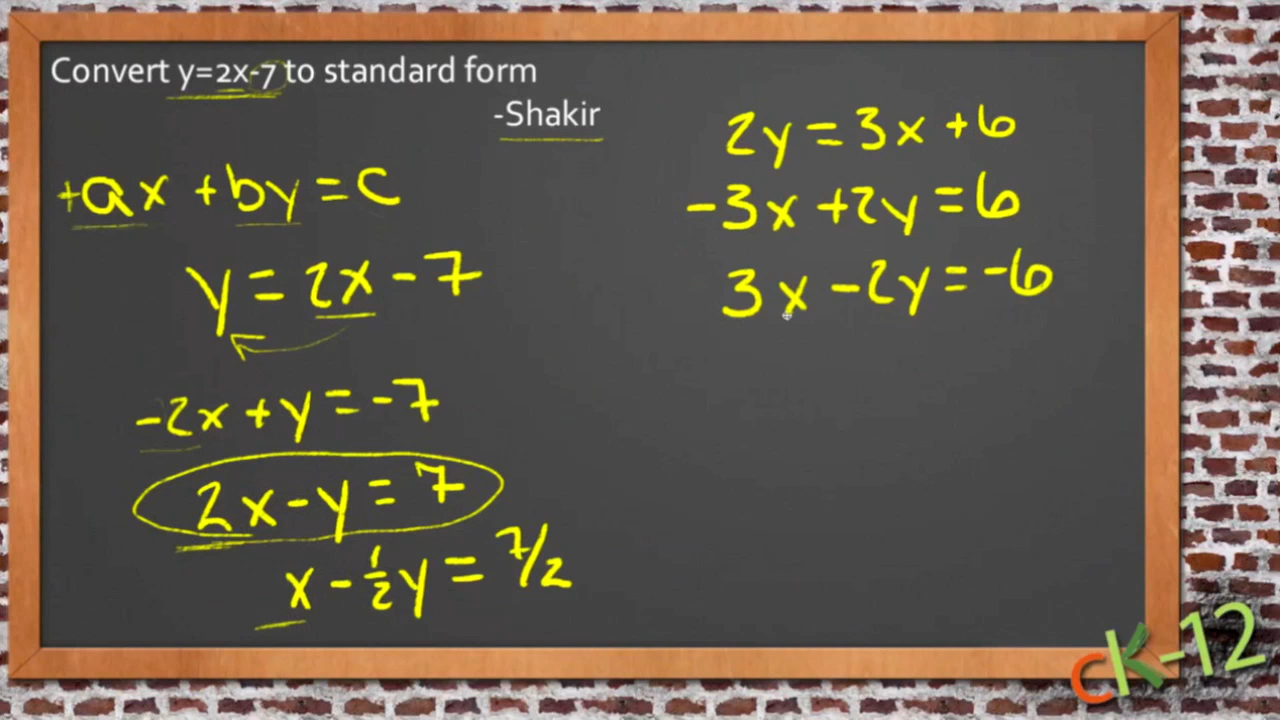 Convert y=2x-7 to standard form
-Shakir
+ax +by = c
y = 2x - 7
-2x + y = -7
2x - y = 7
x - 1/2 y = 7/2
2y = 3x + 6
-3x + 2y = 6
3x - 2y = -6
CK-12